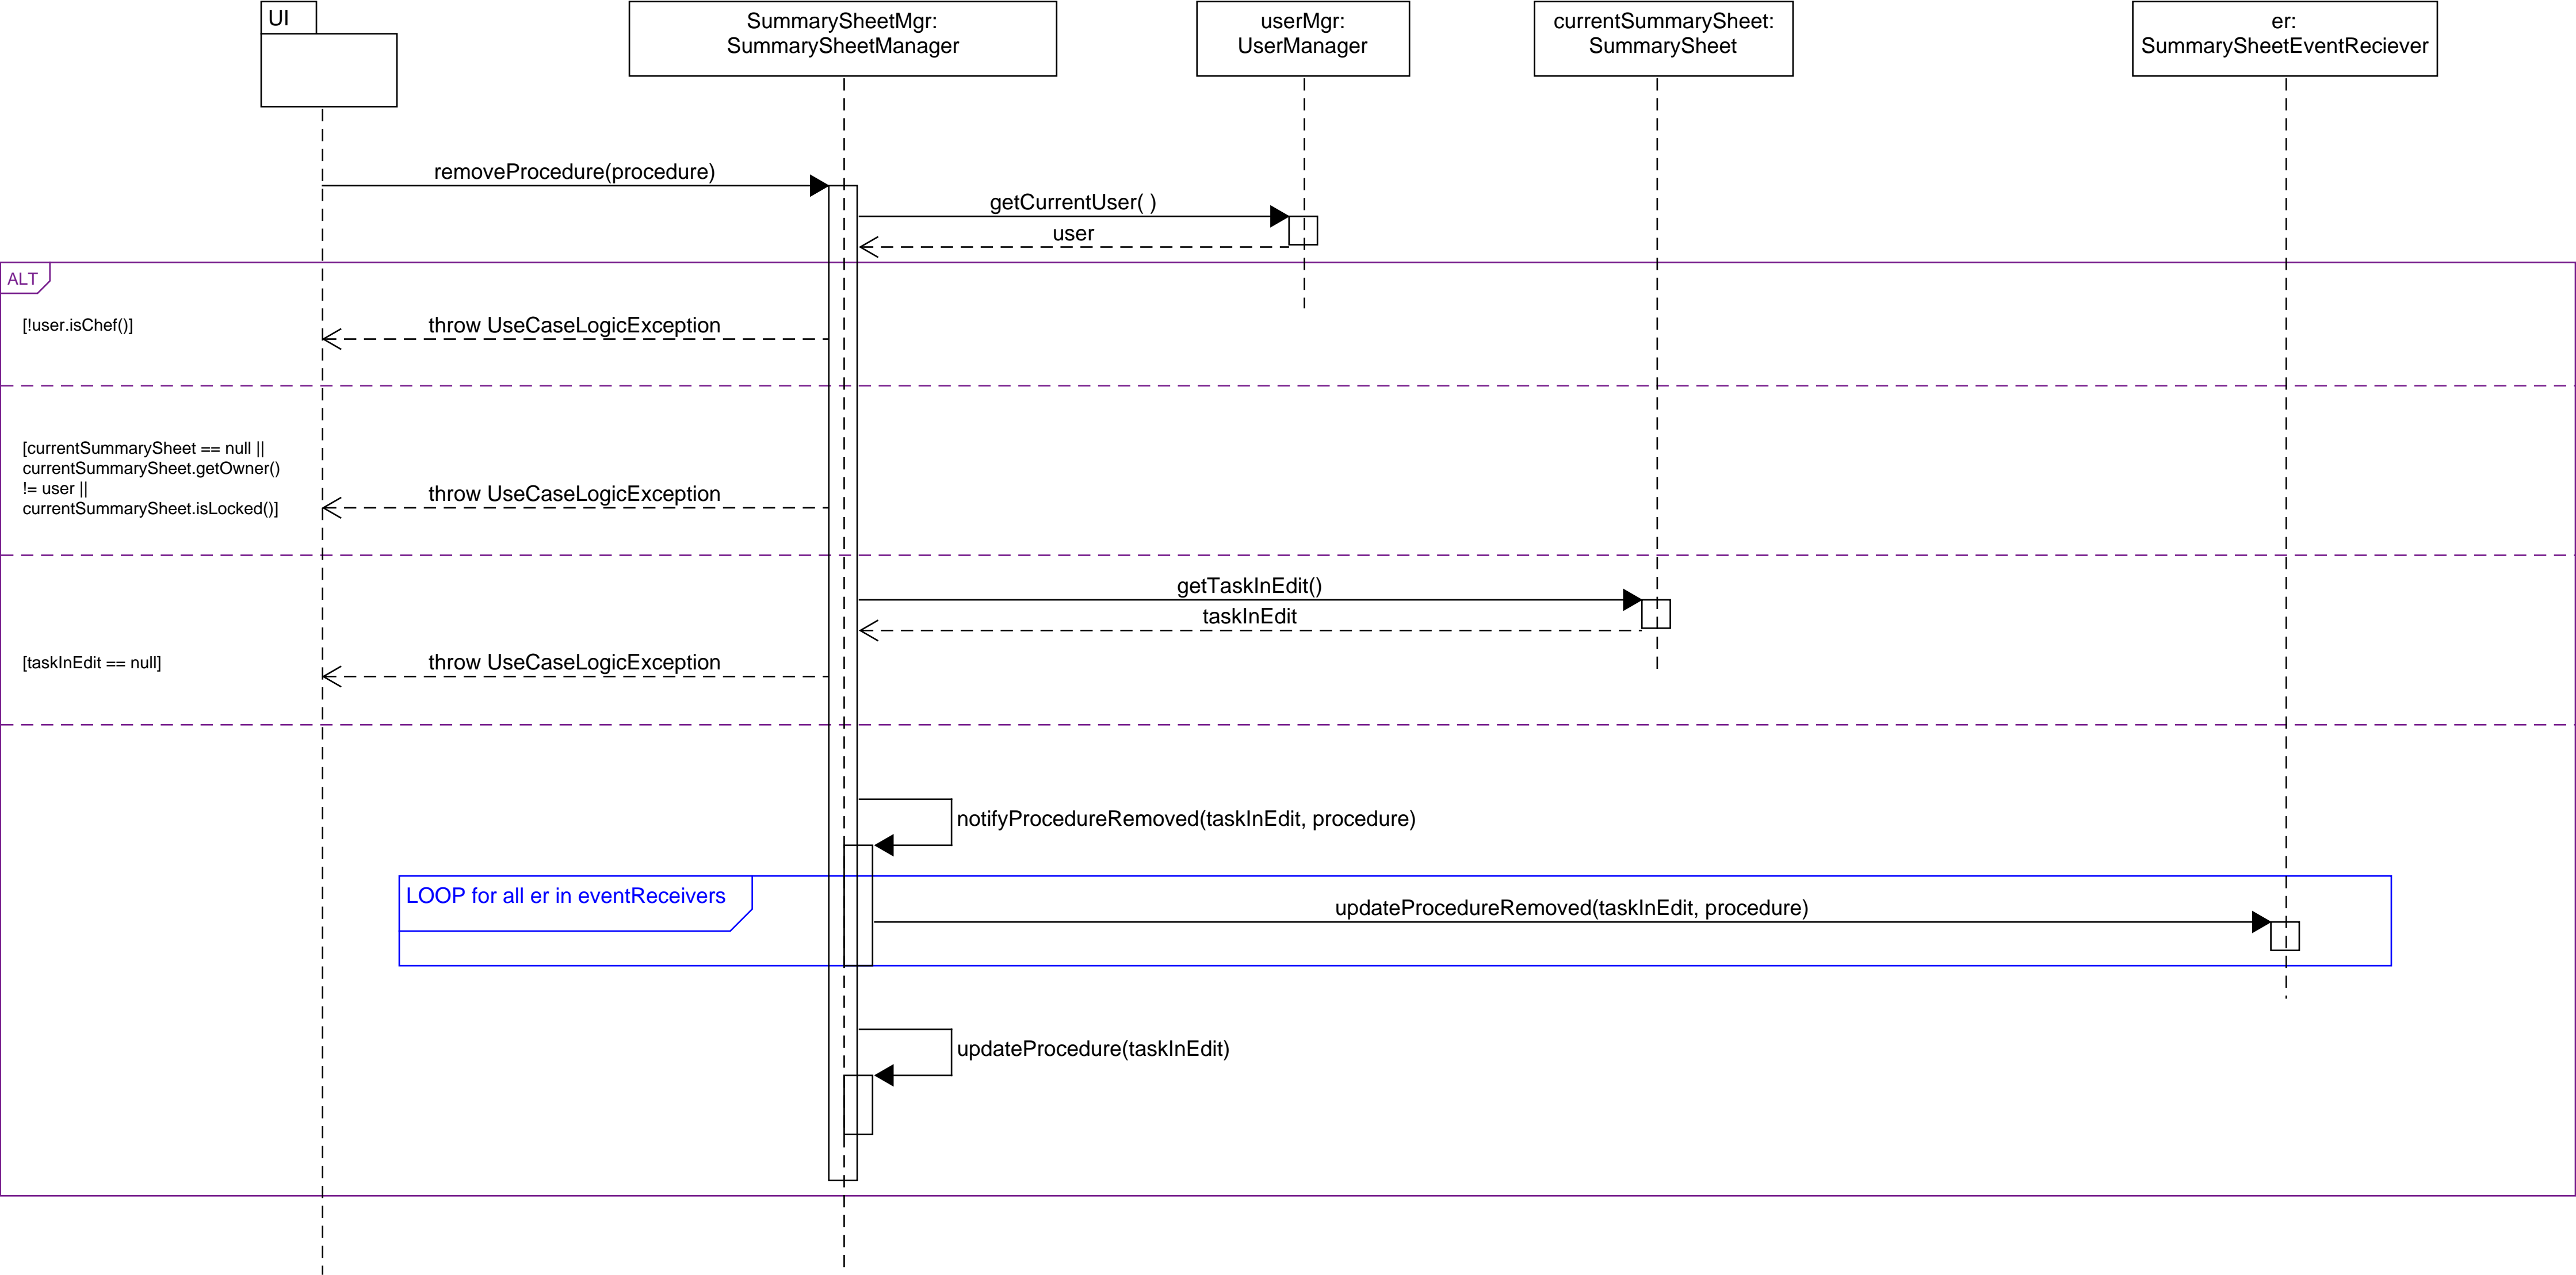 UI
SummarySheetMgr:
SummarySheetManager
userMgr:
UserManager
currentSummarySheet:
SummarySheet
er:
SummarySheetEventReciever
removeProcedure(procedure)
getCurrentUser( )
user
ALT
[!user.isChef()]
throw UseCaseLogicException
[currentSummarySheet == null ||
currentSummarySheet.getOwner()
!= user ||
currentSummarySheet.isLocked()]
throw UseCaseLogicException
getTaskInEdit()
taskInEdit
[taskInEdit == null]
throw UseCaseLogicException
notifyProcedureRemoved(taskInEdit, procedure)
LOOP for all er in eventReceivers
updateProcedureRemoved(taskInEdit, procedure)
updateProcedure(taskInEdit)